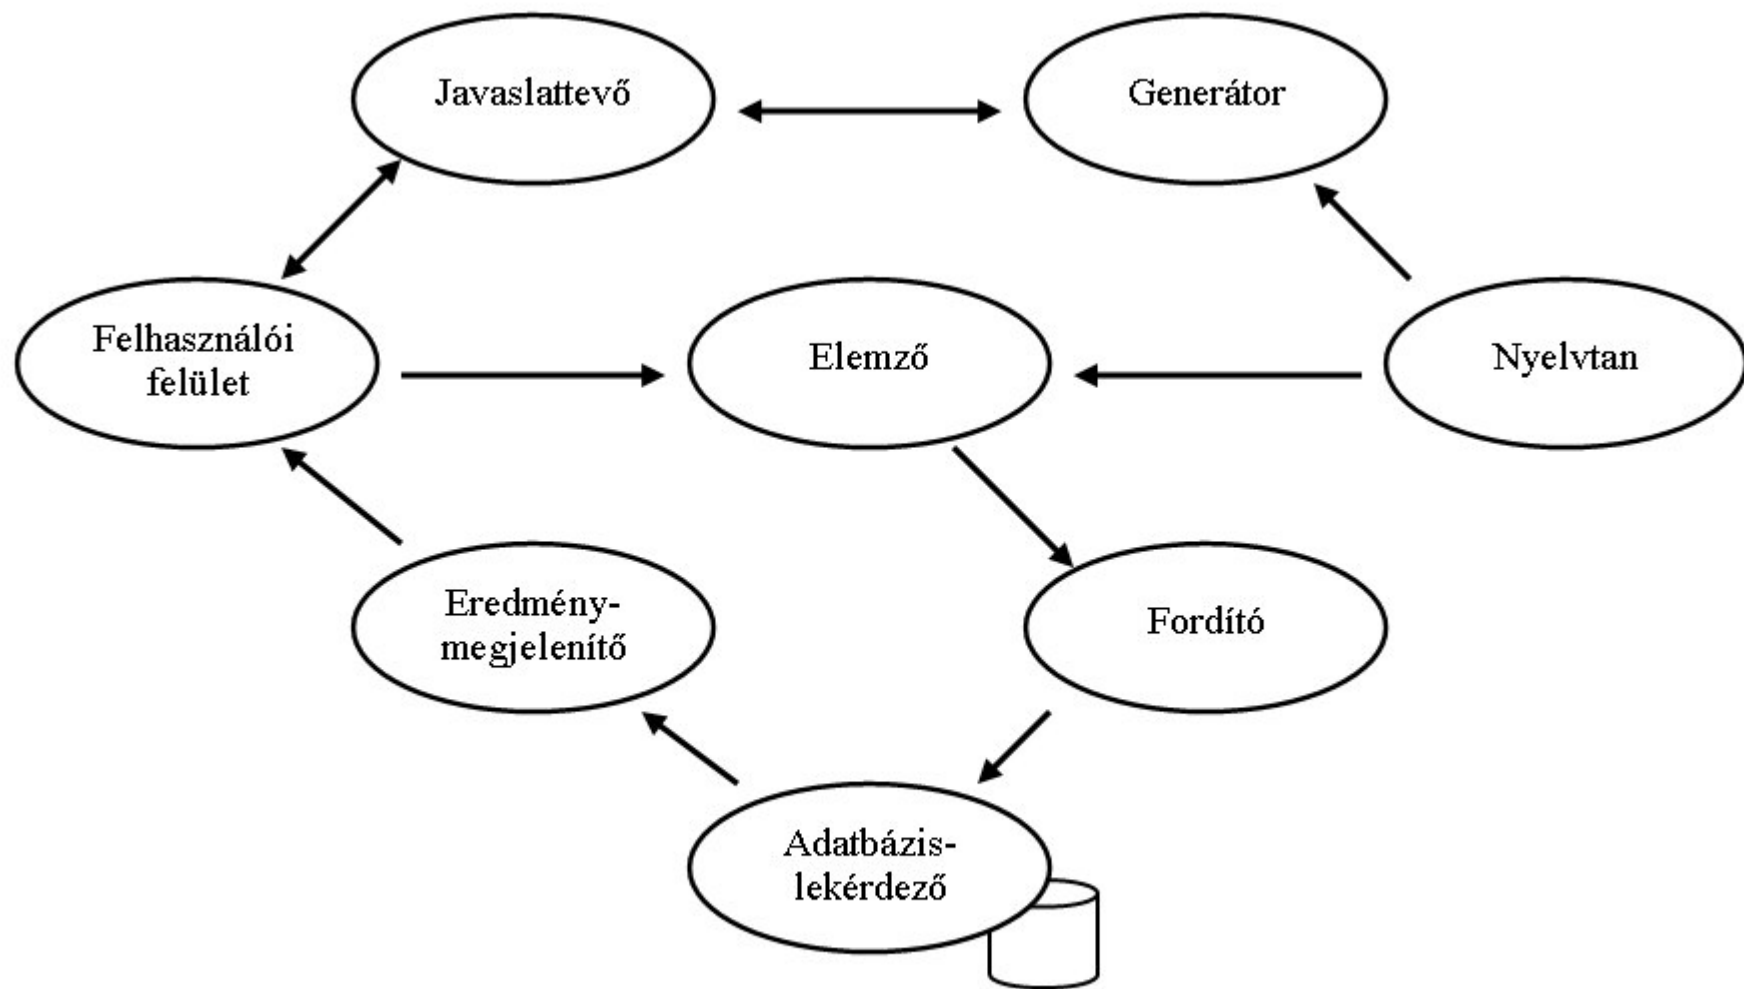 Javaslattevő
Generátor
Felhasználói
felület
Elemző
Nyelvtan
Eredmény-
megjelenítő
Fordító
Adatbázis-
lekérdező